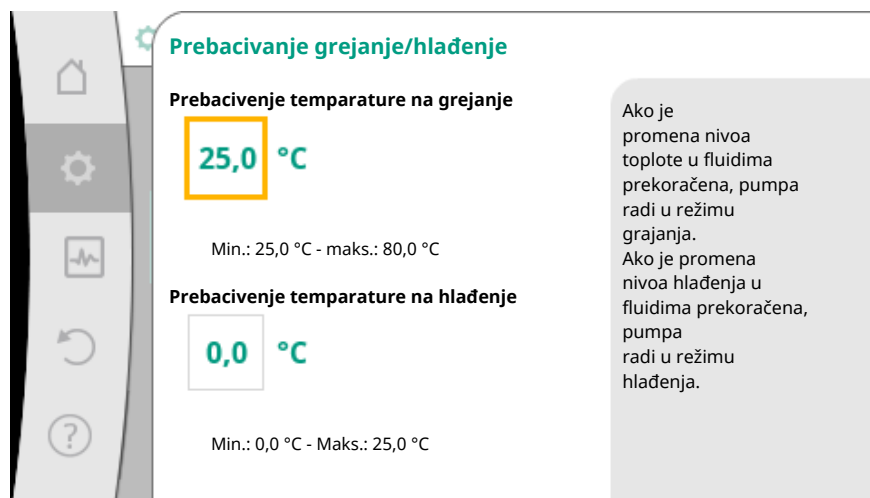 Prebacivanje grejanje/hlađenje
Prebacivenje temparature na grejanje
25,0 °C
Min.: 25,0 °C - maks.: 80,0 °C
Prebacivenje temparature na hlađenje
0,0 °C
Min.: 0,0 °C - Maks.: 25,0 °C
Ako je
promena nivoa
toplote u fluidima
prekoračena, pumpa
radi u režimu
grajanja.
Ako je promena
nivoa hlađenja u
fluidima prekoračena,
pumpa
radi u režimu
hlađenja.
?